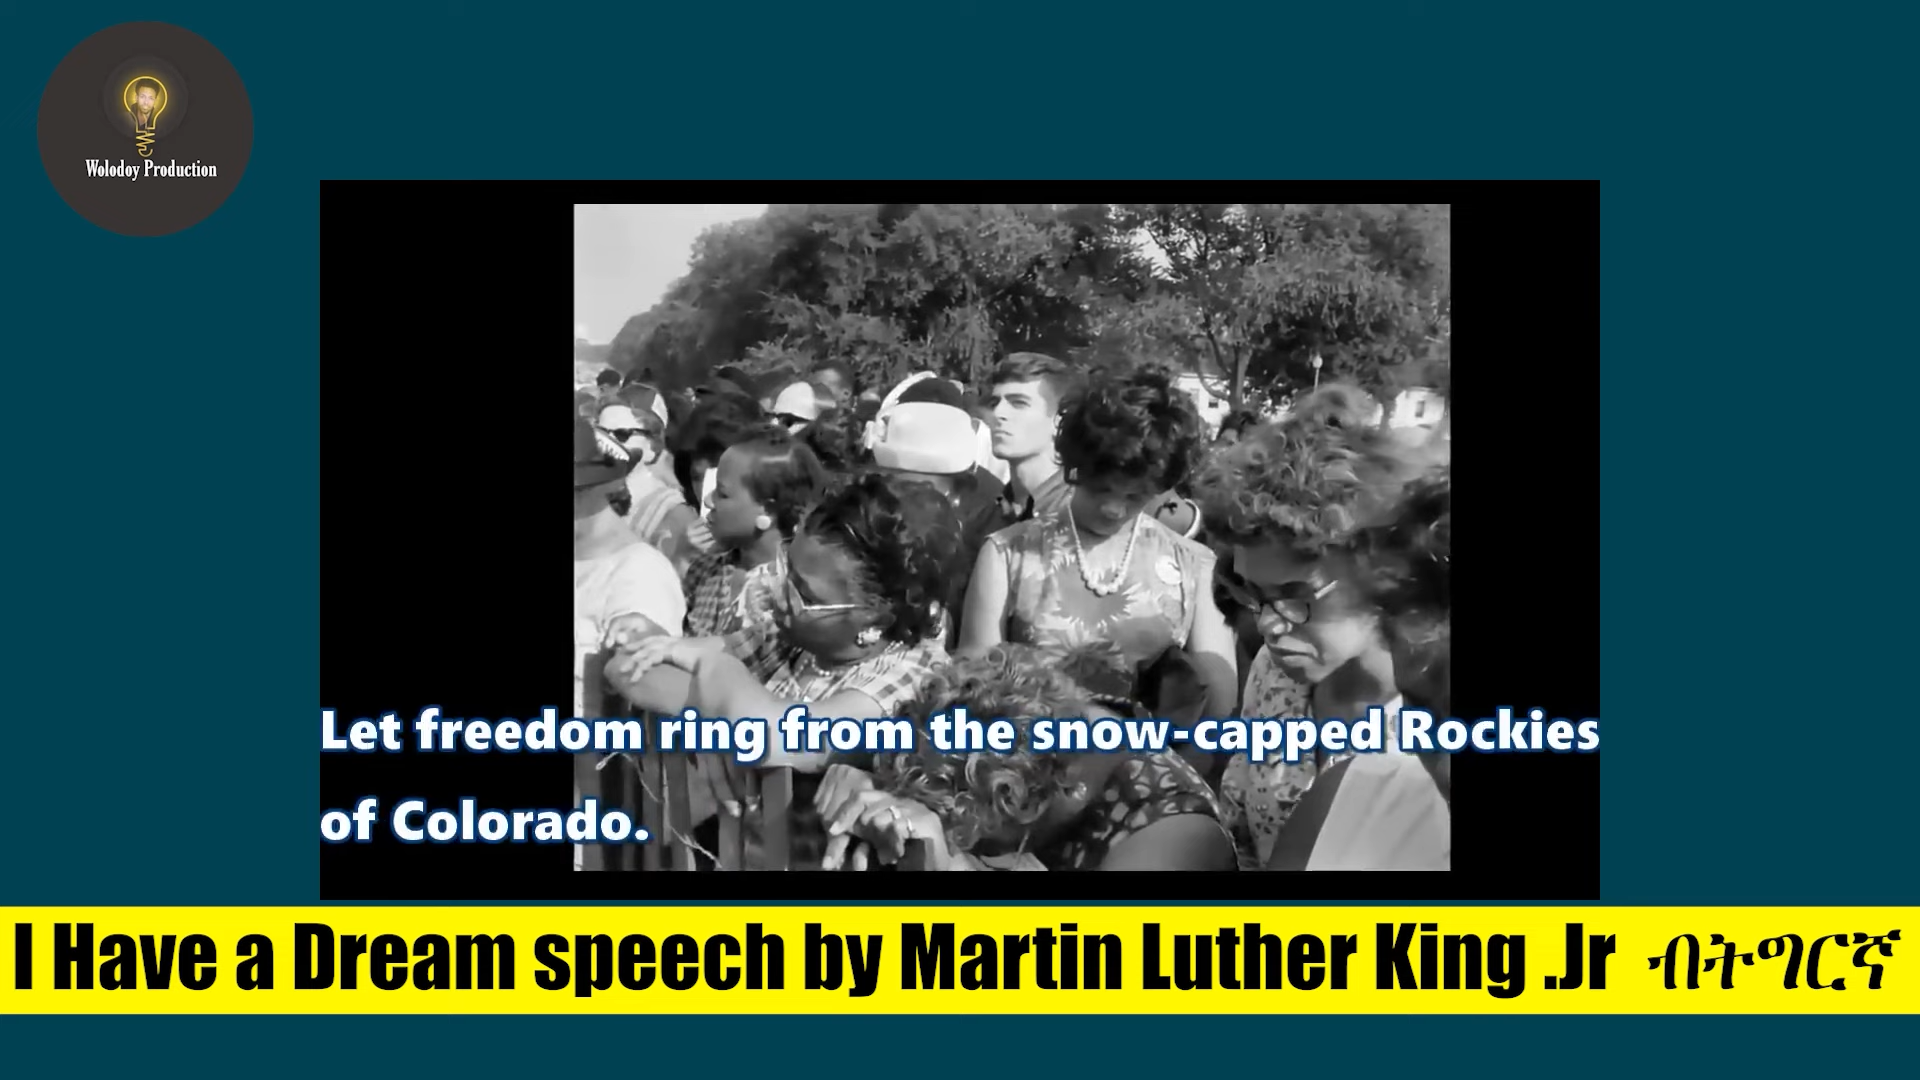 Wolodoy Production
Let freedom ring from the snow-capped Rockies
of Colorado.
I Have a Dream speech by Martin Luther King .Jr ብትግርኛ